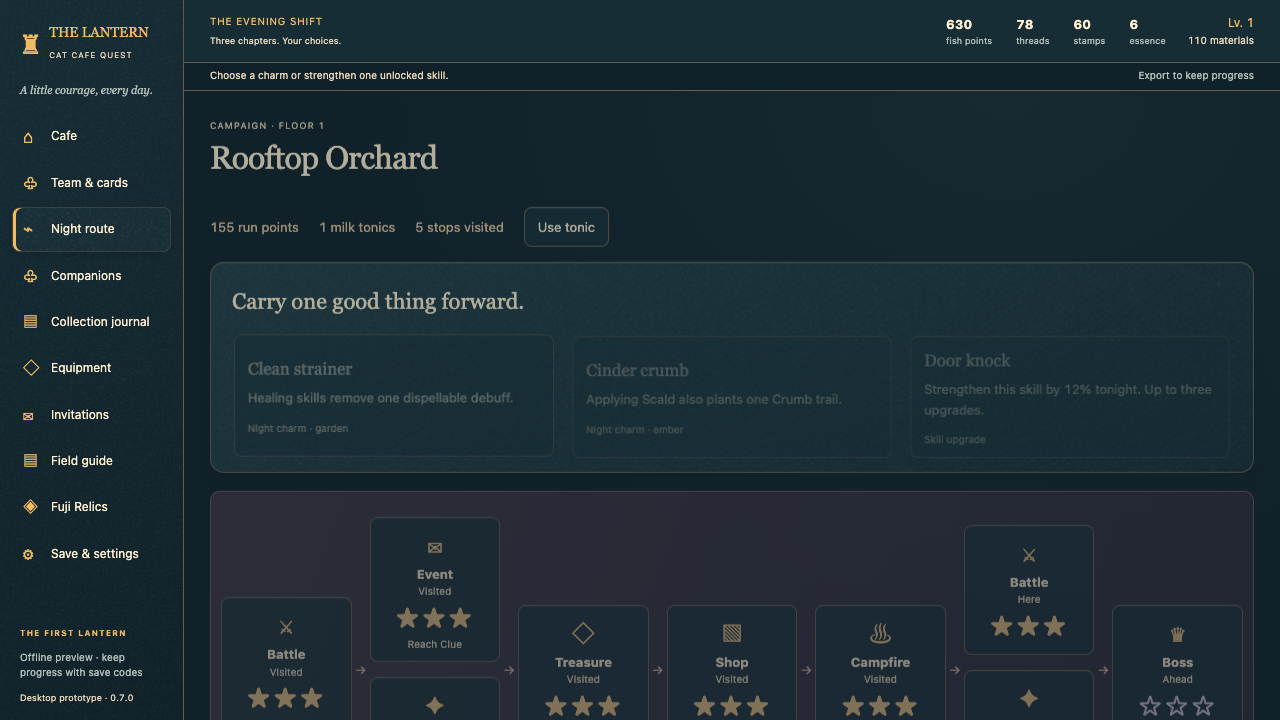 THE LANTERN
CAT CAFE QUEST
A little courage, every day.
Cafe
Team & cards
Night route
Companions
Collection journal
Equipment
Invitations
Field guide
Fuji Relics
Save & settings
THE FIRST LANTERN
Offline preview · keep
progress with save codes
Desktop prototype · 0.7.0
THE EVENING SHIFT
Three chapters. Your choices.
630
fish points
78
threads
60
stamps
6
essence
Lv. 1
110 materials
Choose a charm or strengthen one unlocked skill.
Export to keep progress
CAMPAIGN · FLOOR 1
Rooftop Orchard
155 run points
1 milk tonics
5 stops visited
Use tonic
Carry one good thing forward.
Clean strainer
Healing skills remove one dispellable debuff.
Night charm · garden
Cinder crumb
Applying Scald also plants one Crumb trail.
Night charm · ember
Door knock
Strengthen this skill by 12% tonight. Up to three
upgrades.
Skill upgrade
Battle
Visited
Event
Visited
Reach Clue
Treasure
Visited
Shop
Visited
Campfire
Visited
Battle
Here
Boss
Ahead